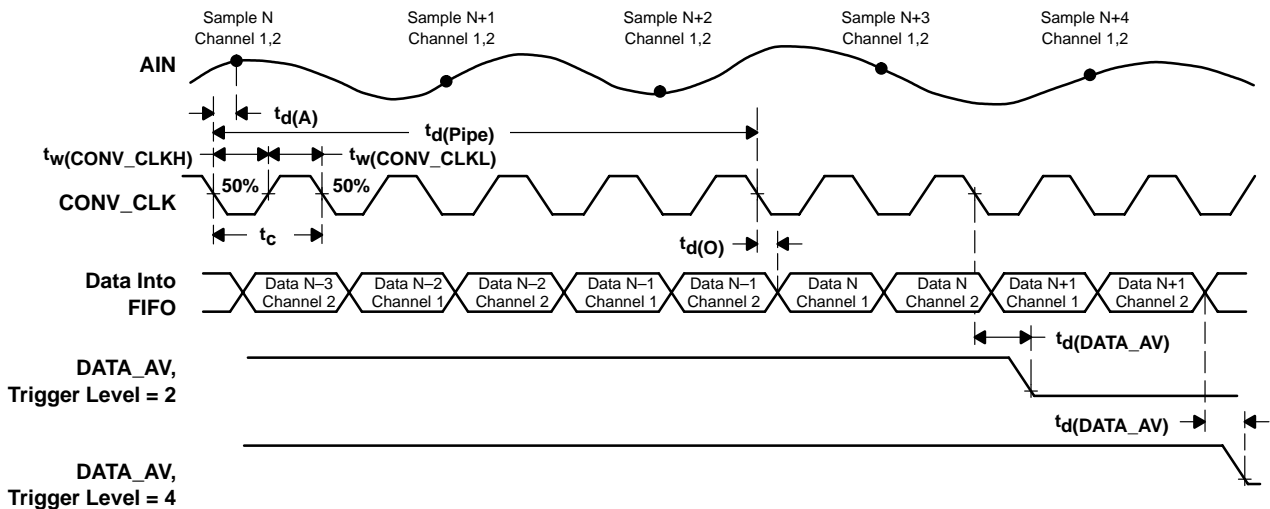 Sample N
Channel 1,2
Sample N+1
Channel 1,2
Sample N+2
Channel 1,2
Sample N+3
Channel 1,2
Sample N+4
Channel 1,2
AIN
td(A)
td(Pipe)
tw(CONV_CLKH)
tw(CONV_CLKL)
50%
50%
CONV_CLK
tc
td(O)
Data Into
FIFO
Data N–3
Channel 2
Data N–2
Channel 1
Data N–2
Channel 2
Data N–1
Channel 1
Data N–1
Channel 2
Data N
Channel 1
Data N
Channel 2
Data N+1
Channel 1
Data N+1
Channel 2
td(DATA_AV)
DATA_AV,
Trigger Level = 2
td(DATA_AV)
DATA_AV,
Trigger Level = 4